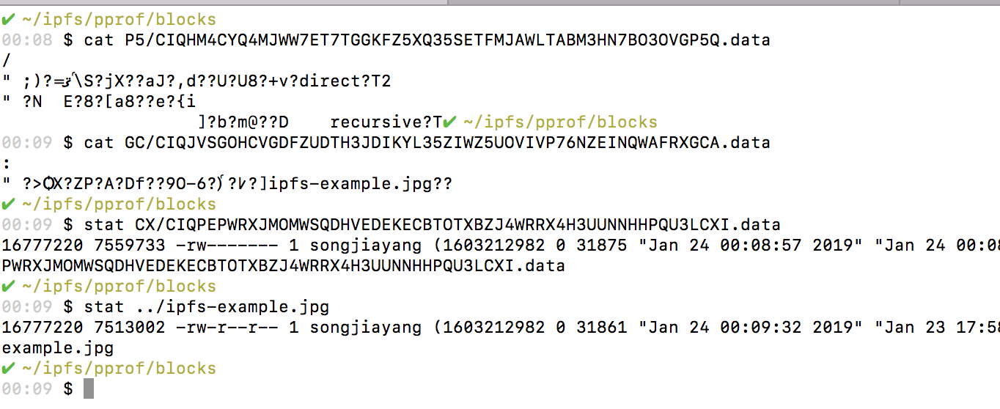 ✔ ~/ipfs/pprof/blocks
00:08 $ cat P5/CIQHM4CYQ4MJWW7ET7TGGKFZ5XQ35SETFMJAWLTABM3HN7BO3OVGP5Q.data
/
" ;)?=\S?jX??aJ?,d??U?U8?+v?direct?T2
" ?N  E?8?[a8??e?{i
]?b?m@??D    recursive?T✔ ~/ipfs/pprof/blocks
00:09 $ cat GC/CIQJVSGOHCVGDFZUDTH3JDIKYL35ZIWZ5UOVIVP76NZEINQWAFRXGCA.data
:
" ?>X?ZP?A?Df??9O-6?) ?]ipfs-example.jpg??
✔ ~/ipfs/pprof/blocks
00:09 $ stat CX/CIQPEPWRXJMOMWSQDHVEDEKECBTOTXBZJ4WRRX4H3UUNNHHPQU3LCXI.data
16777220 7559733 -rw------- 1 songjiayang (1603212982 0 31875 "Jan 24 00:08:57 2019" "Jan 24 00:08
PWRXJMOMWSQDHVEDEKECBTOTXBZJ4WRRX4H3UUNNHHPQU3LCXI.data
✔ ~/ipfs/pprof/blocks
00:09 $ stat ../ipfs-example.jpg
16777220 7513002 -rw-r--r-- 1 songjiayang (1603212982 0 31861 "Jan 24 00:09:32 2019" "Jan 23 17:58
example.jpg
✔ ~/ipfs/pprof/blocks
00:09 $